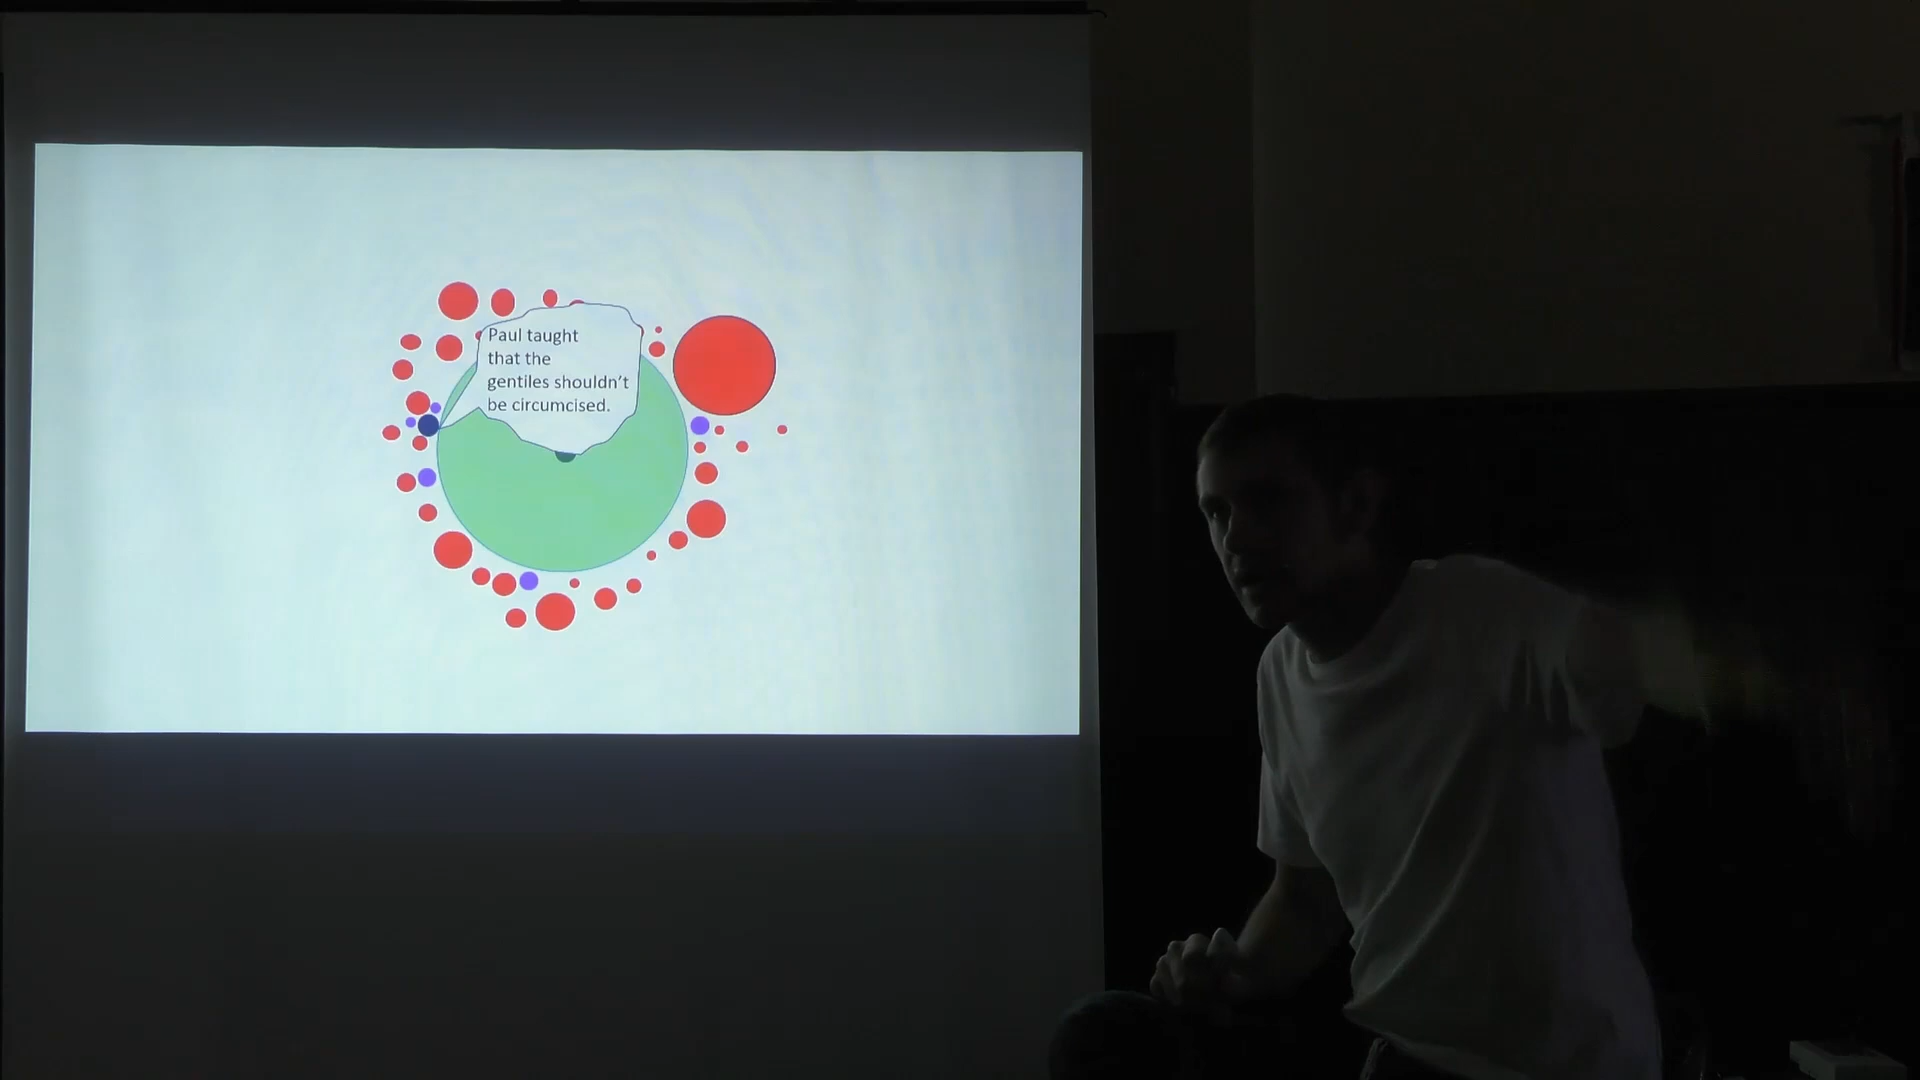 Paul taught
that the
gentiles shouldn’t
be circumcised.